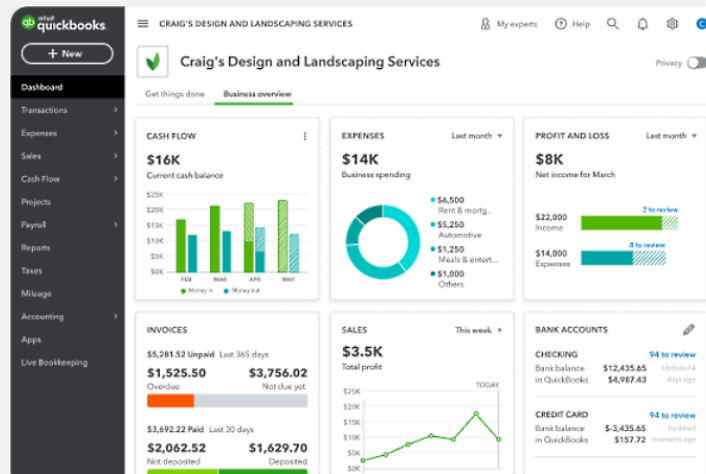 intuit
qb quickbooks.
CRAIG'S DESIGN AND LANDSCAPING SERVICES
My experts
Help
+ New
Craig's Design and Landscaping Services
Privacy
Get things done
Business overview
Dashboard
Transactions
Expenses
Sales
Cash Flow
Projects
Payroll
Reports
Taxes
Mileage
Accounting
Apps
Live Bookkeeping
CASH FLOW
$16K
Current cash balance
$25K
$20K
$15K
$10K
$5K
$0K
FEB MAR APR MAY
Money in Money out
EXPENSES
Last month
$14K
Business spending
$6,500
Rent & mortg...
$5,250
Automotive
$1,250
Meals & entert...
$1,000
Others
PROFIT AND LOSS
Last month
$8K
Net income for March
2 to review
$22,000
Income
8 to review
$14,000
Expenses
INVOICES
$5,281.52 Unpaid Last 365 days
$1,525.50 $3,756.02
Overdue Not due yet
$3,692.22 Paid Last 30 days
$2,062.52 $1,629.70
Not deposited Deposited
SALES
This week
$3.5K
Total profit
TODAY
$25K
$20K
$15K
$10K
$5K
$0K
BANK ACCOUNTS
CHECKING 94 to review
Bank balance $12,435.65 Updated 4
in QuickBooks $4,987.43 days ago
CREDIT CARD 94 to review
Bank balance $-3,435.65 Updated
in QuickBooks $157.72 moments ago